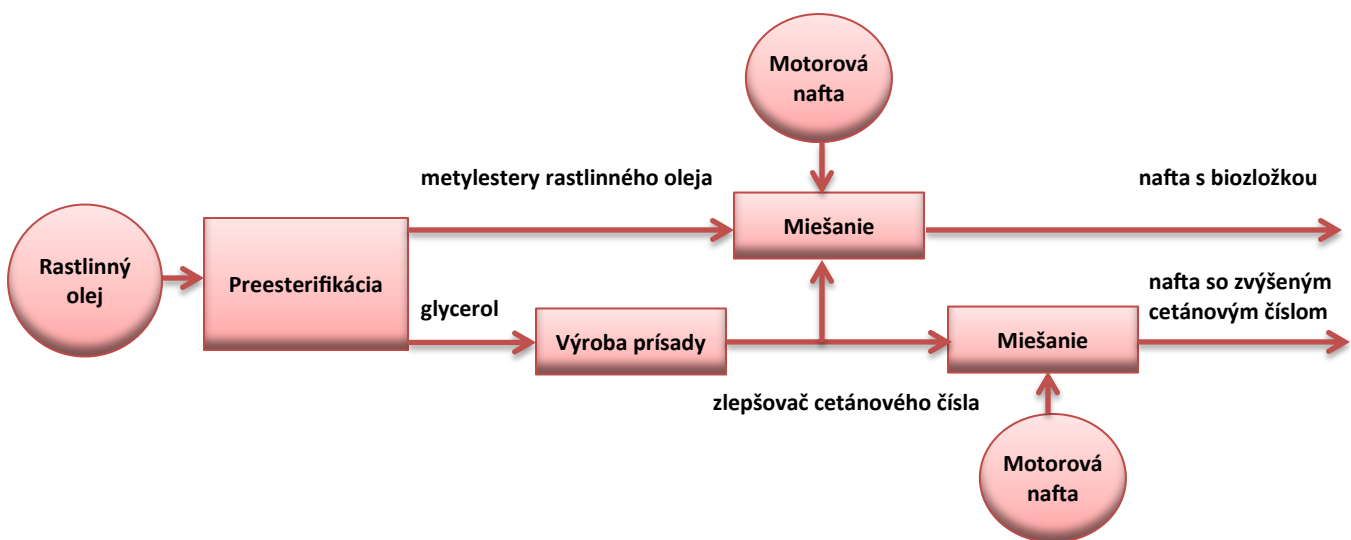 Motorová
nafta
metylestery rastlinného oleja
nafta s biozložkou
Miešanie
Rastlinný
olej
Preesterifikácia
glycerol
nafta so zvýšeným
cetánovým číslom
Výroba prísady
Miešanie
zlepšovač cetánového čísla
Motorová
nafta